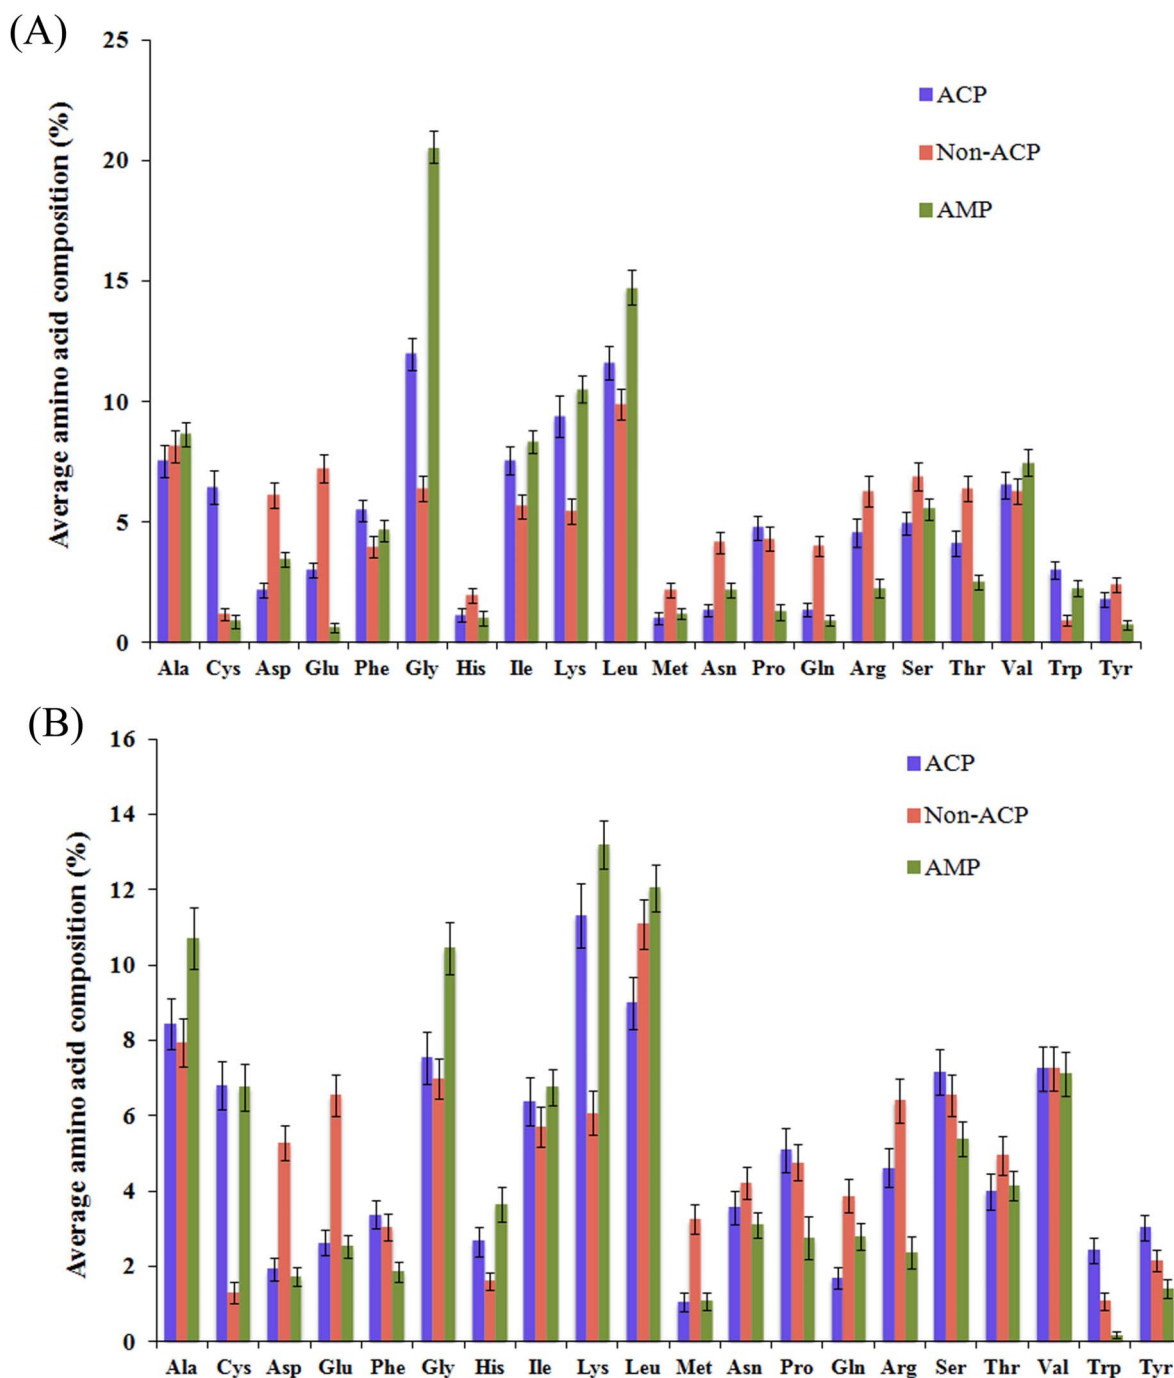 (A)
Average amino acid composition (%)
25
20
15
10
5
0
ACP
Non-ACP
AMP
Ala Cys Asp Glu Phe Gly His Ile Lys Leu Met Asn Pro Gln Arg Ser Thr Val Trp Tyr
(B)
Average amino acid composition (%)
16
14
12
10
8
6
4
2
0
ACP
Non-ACP
AMP
Ala Cys Asp Glu Phe Gly His Ile Lys Leu Met Asn Pro Gln Arg Ser Thr Val Trp Tyr